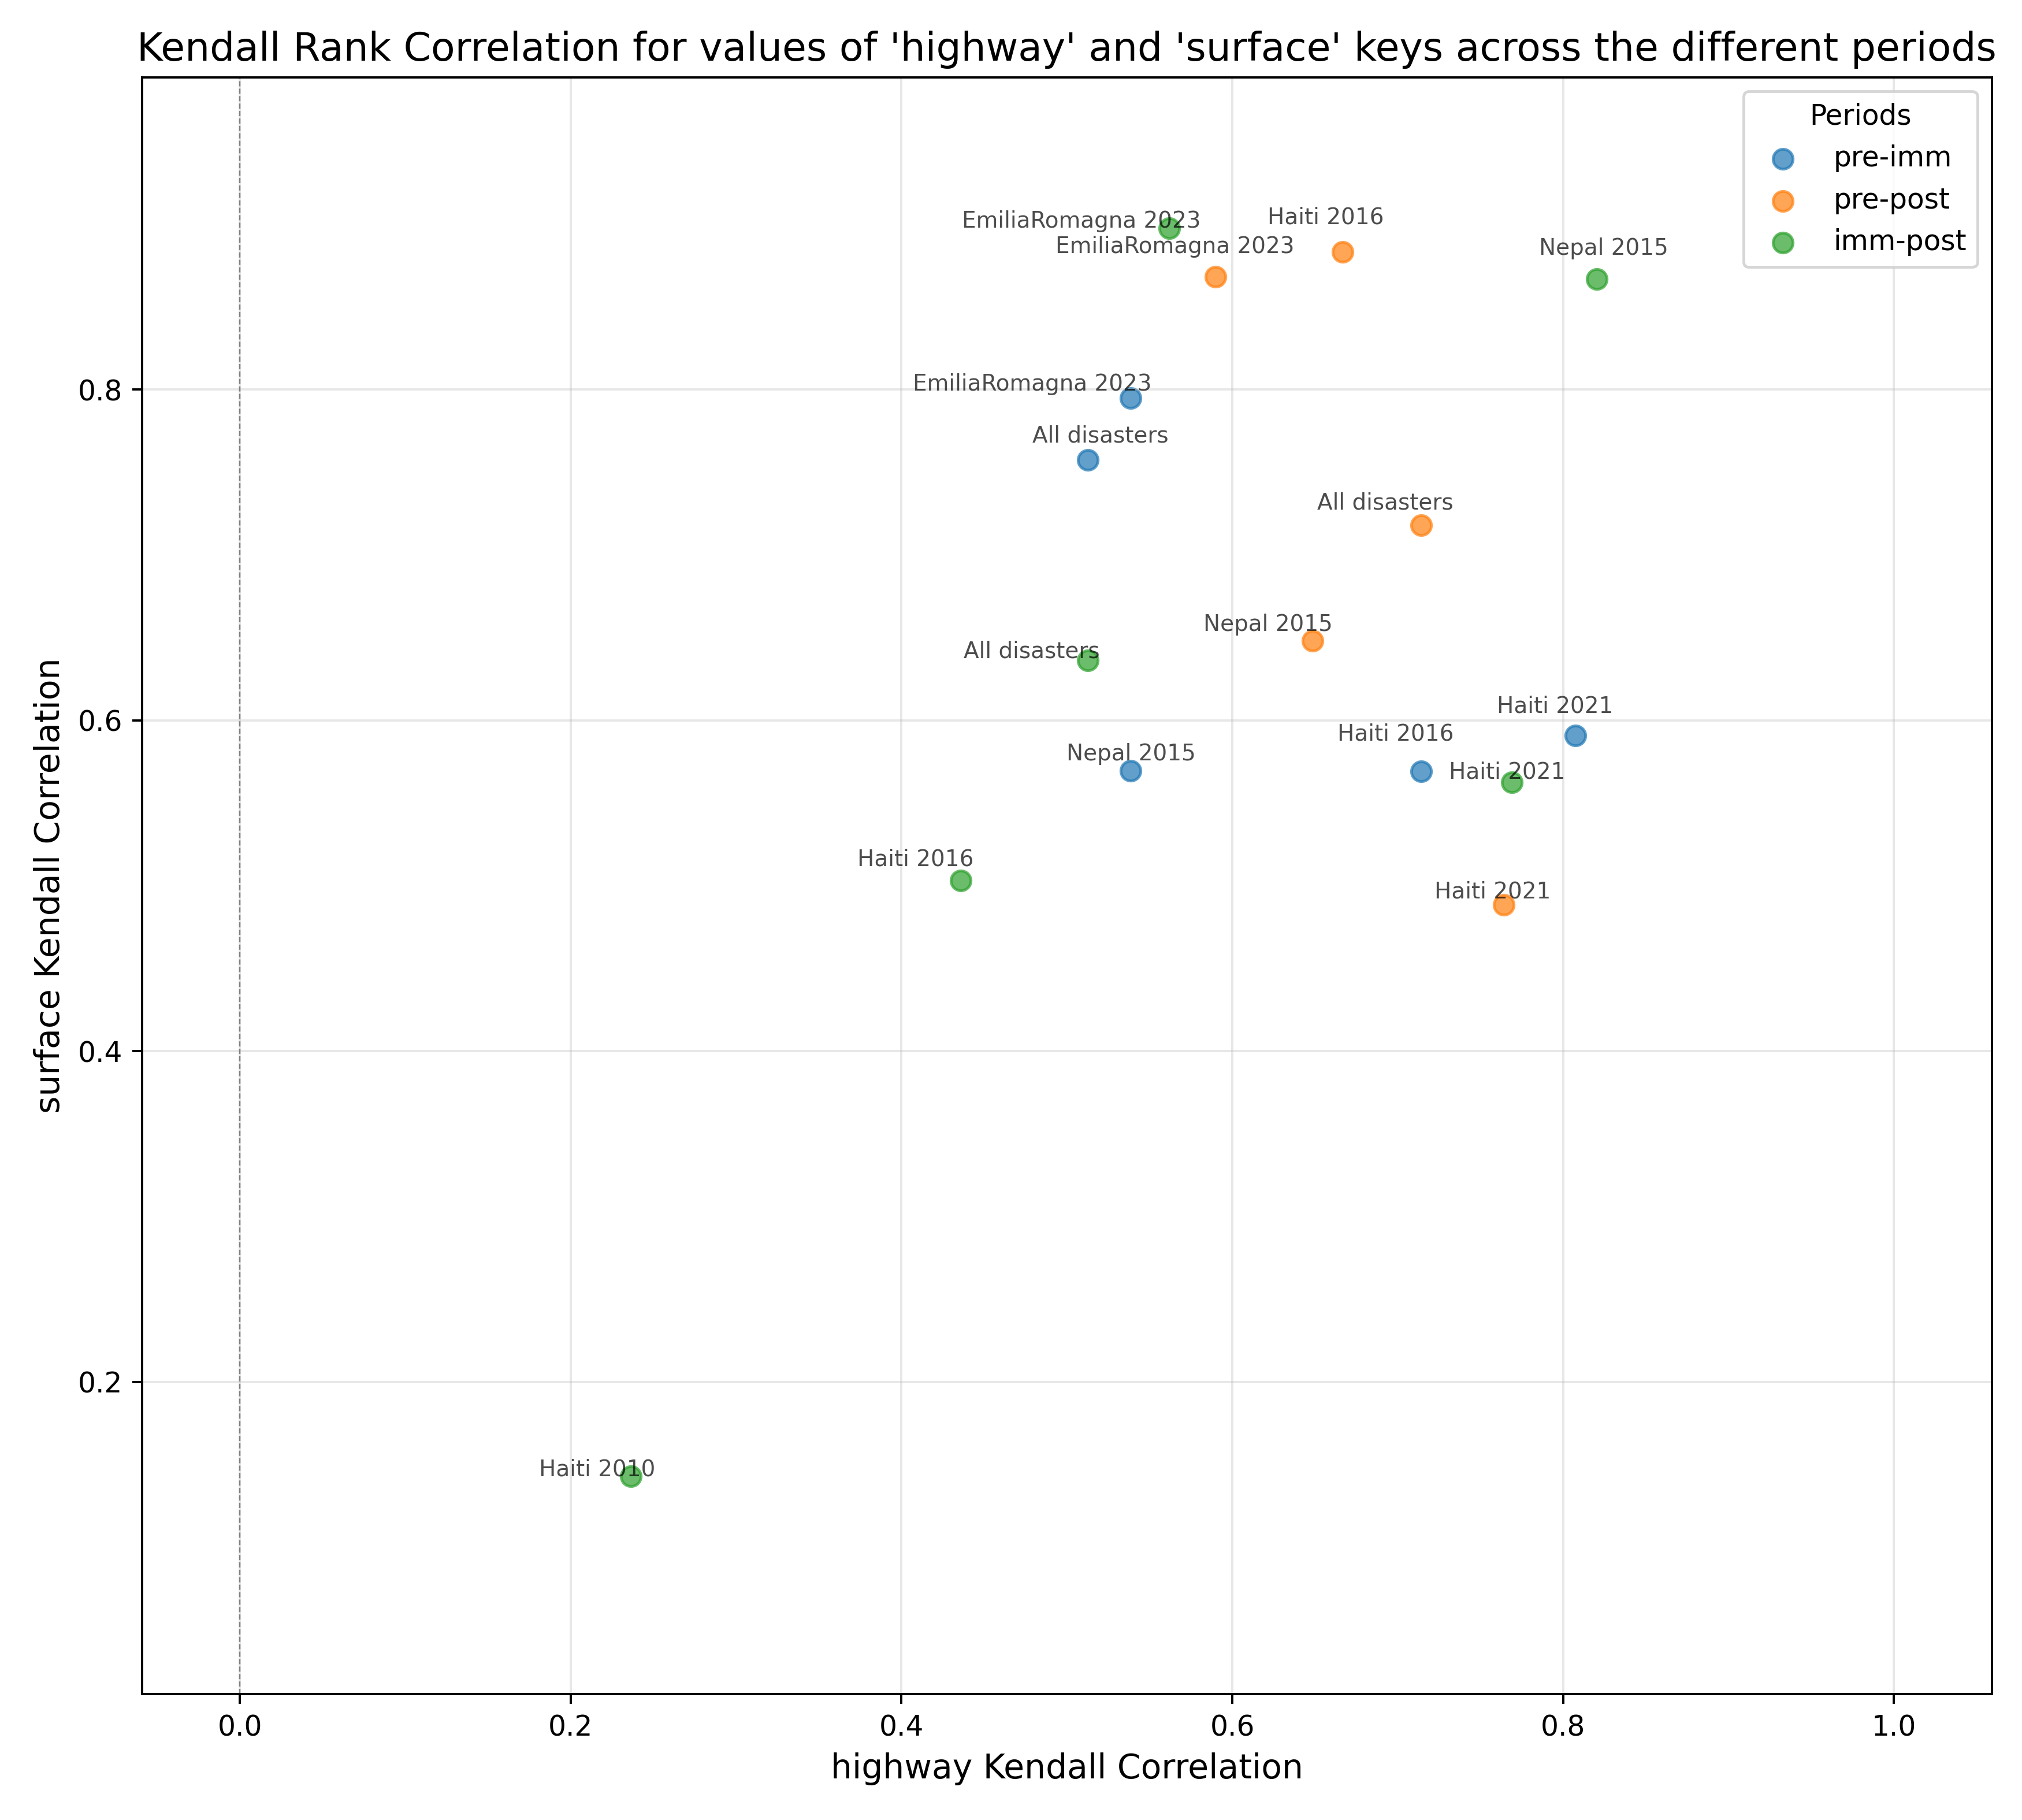 Kendall Rank Correlation for values of 'highway' and 'surface' keys across the different periods
Periods
pre-imm
pre-post
imm-post
EmiliaRomagna 2023
Haiti 2016
EmiliaRomagna 2023
Nepal 2015
EmiliaRomagna 2023
All disasters
All disasters
Nepal 2015
All disasters
Haiti 2021
Haiti 2016
Nepal 2015
Haiti 2021
Haiti 2016
Haiti 2021
Haiti 2010
surface Kendall Correlation
0.8
0.6
0.4
0.2
0.0
0.2
0.4
0.6
0.8
1.0
highway Kendall Correlation